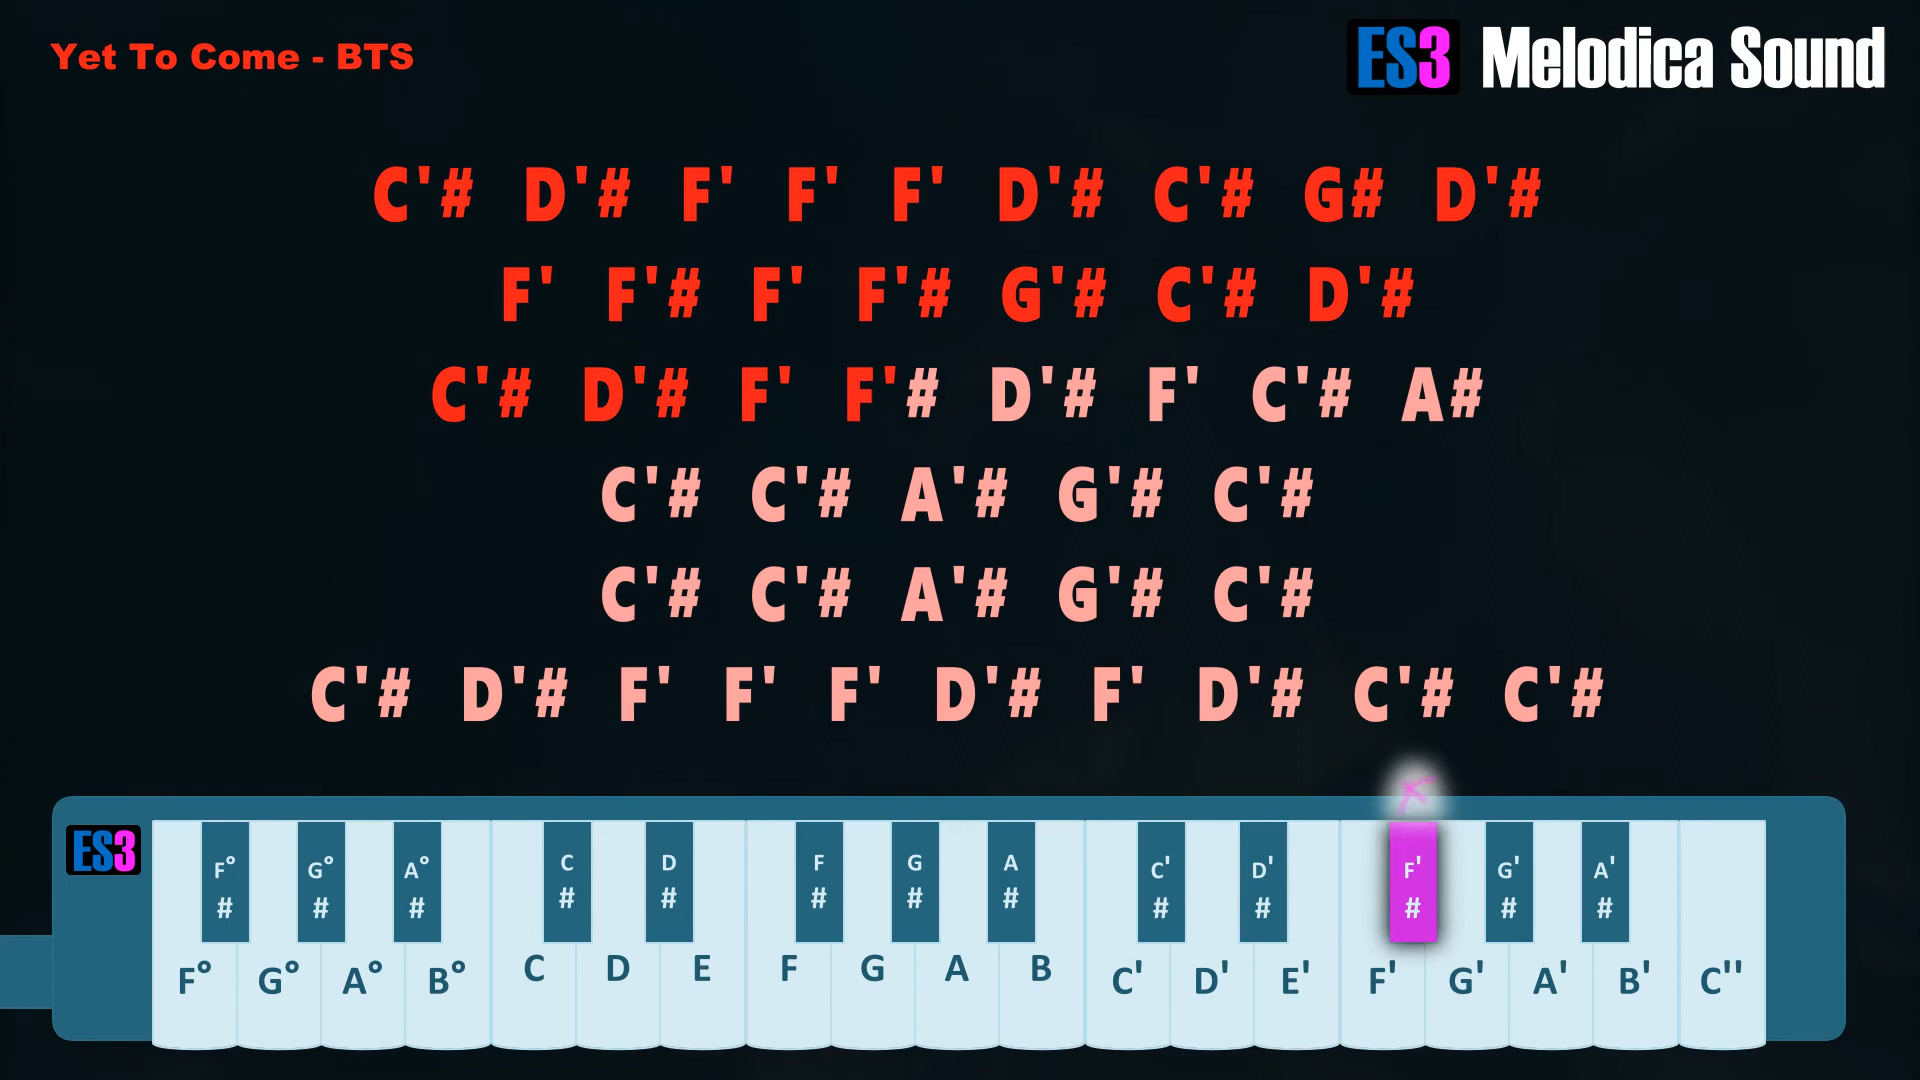 Yet To Come - BTS
ES3 Melodica Sound
C'# D'# F' F' F' D'# C'# G# D'#
F' F'# F' F'# G'# C'# D'#
C'# D'# F' F'# D'# F' C'# A#
C'# C'# A'# G'# C'#
C'# C'# A'# G'# C'#
C'# D'# F' F' F' D'# F' D'# C'# C'#
ES3
F°# G°# A°# C# D# F# G# A# C'# D'# F'# G'# A'#
F° G° A° B° C D E F G A B C' D' E' F' G' A' B' C''